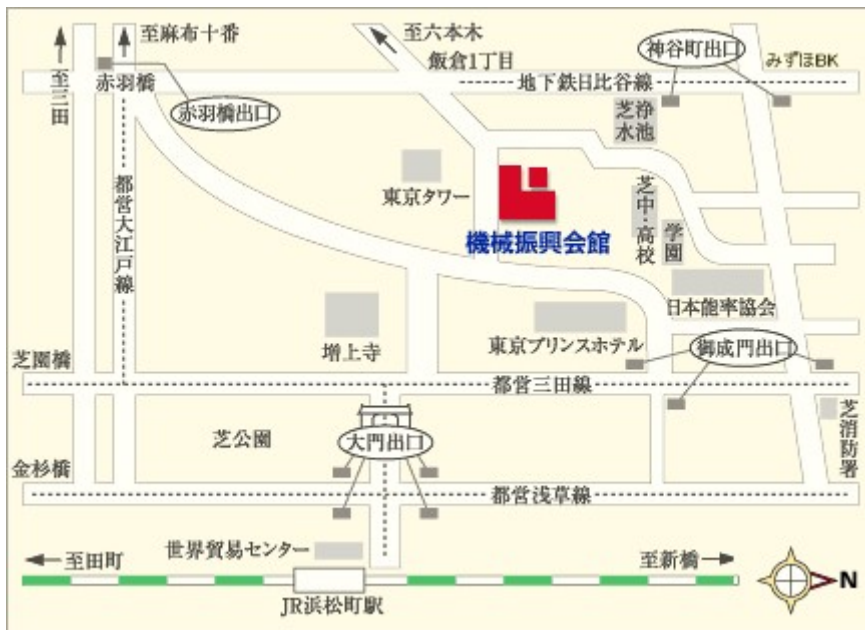 至麻布十番
至三田
赤羽橋
赤羽橋出口
至六本木
飯倉1丁目
地下鉄日比谷線
神谷町出口
みずほBK
芝浄水池
東京タワー
機械振興会館
芝中・高校
学園
都営大江戸線
日本能率協会
増上寺
東京プリンスホテル
御成門出口
芝園橋
都営三田線
芝公園
大門出口
芝消防署
金杉橋
都営浅草線
世界貿易センター
至田町
至新橋
JR浜松町駅
N